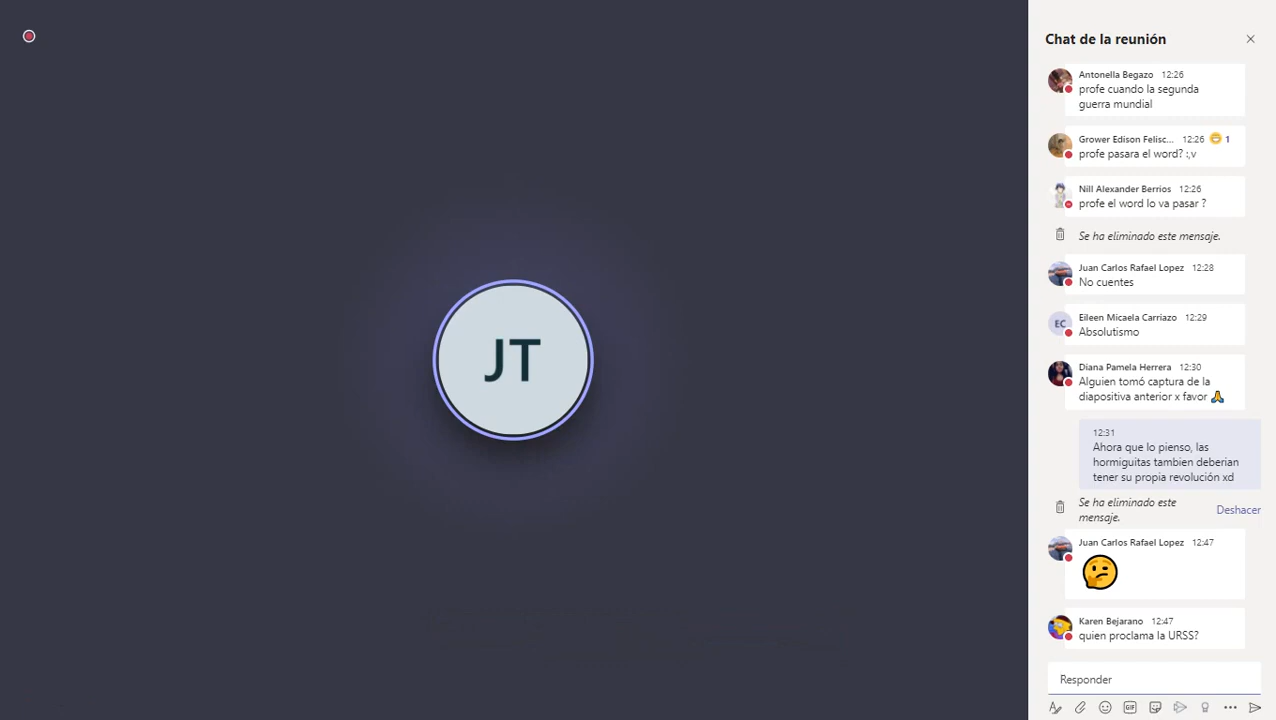 JT
Chat de la reunión
Antonella Begazo 12:26
profe cuando la segunda
guerra mundial
Grower Edison Felisc... 12:26 1
profe pasara el word? :,v
Nill Alexander Berrios 12:26
profe el word lo va pasar ?
Se ha eliminado este mensaje.
Juan Carlos Rafael Lopez 12:28
No cuentes
EC
Eileen Micaela Carriazo 12:29
Absolutismo
Diana Pamela Herrera 12:30
Alguien tomó captura de la
diapositiva anterior x favor 🙏
12:31
Ahora que lo pienso, las
hormiguitas tambien deberian
tener su propia revolución xd
Se ha eliminado este
mensaje.
Deshacer
Juan Carlos Rafael Lopez 12:47
🤔
Karen Bejarano 12:47
quien proclama la URSS?
Responder
GIF